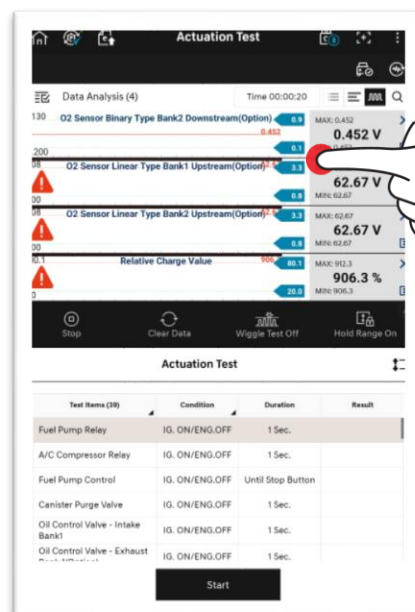 Actuation Test
Data Analysis (4)
Time 00:00:20
130
O2 Sensor Binary Type Bank2 Downstream(Option)
0.9
MAX: 0.452
0.452
0.452 V
.200
0.1
O2 Sensor Linear Type Bank1 Upstream(Option)
3.3
62.67 V
00
0.8
MIN: 62.67
O2 Sensor Linear Type Bank2 Upstream(Option)
3.3
MAX: 62.67
62.67 V
00
0.8
MIN: 62.67
Relative Charge Value
80.1
MAX: 912.3
906.3 %
20.0
MIN: 906.3
Stop
Clear Data
Wiggle Test Off
Hold Range On
Actuation Test
Test Items (39)
Condition
Duration
Result
Fuel Pump Relay
IG. ON/ENG.OFF
1 Sec.
A/C Compressor Relay
IG. ON/ENG.OFF
1 Sec.
Fuel Pump Control
IG. ON/ENG.OFF
Until Stop Button
Canister Purge Valve
IG. ON/ENG.OFF
1 Sec.
Oil Control Valve - Intake
Bank1
IG. ON/ENG.OFF
1 Sec.
Oil Control Valve - Exhaust
IG. ON/ENG.OFF
1 Sec.
Start